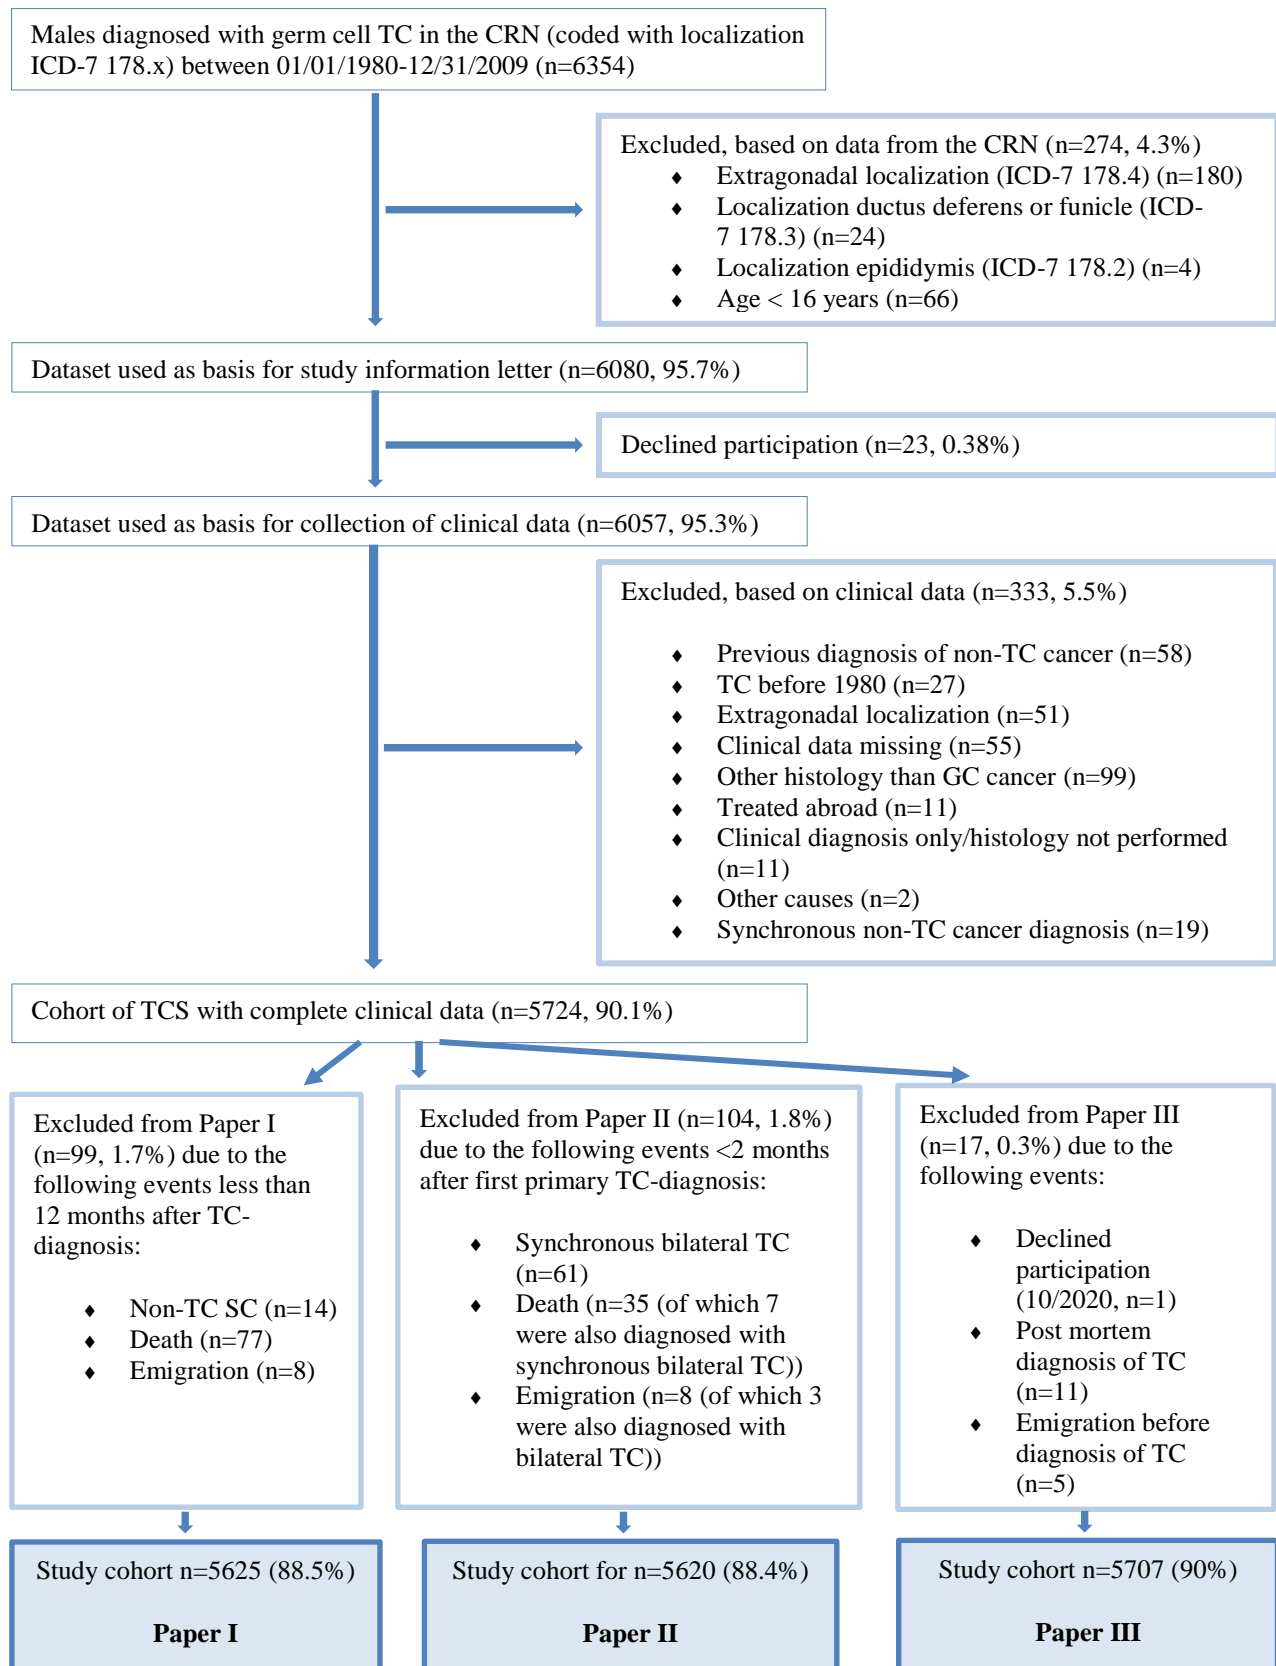 Males diagnosed with germ cell TC in the CRN (coded with localization
ICD-7 178.x) between 01/01/1980-12/31/2009 (n=6354)
Excluded, based on data from the CRN (n=274, 4.3%)
♦ Extragonadal localization (ICD-7 178.4) (n=180)
♦ Localization ductus deferens or funicle (ICD-
7 178.3) (n=24)
♦ Localization epididymis (ICD-7 178.2) (n=4)
♦ Age < 16 years (n=66)
Dataset used as basis for study information letter (n=6080, 95.7%)
Declined participation (n=23, 0.38%)
Dataset used as basis for collection of clinical data (n=6057, 95.3%)
Excluded, based on clinical data (n=333, 5.5%)
♦ Previous diagnosis of non-TC cancer (n=58)
♦ TC before 1980 (n=27)
♦ Extragonadal localization (n=51)
♦ Clinical data missing (n=55)
♦ Other histology than GC cancer (n=99)
♦ Treated abroad (n=11)
♦ Clinical diagnosis only/histology not performed
(n=11)
♦ Other causes (n=2)
♦ Synchronous non-TC cancer diagnosis (n=19)
Cohort of TCS with complete clinical data (n=5724, 90.1%)
Excluded from Paper I
(n=99, 1.7%) due to the
following events less than
12 months after TC-
diagnosis:
♦ Non-TC SC (n=14)
♦ Death (n=77)
♦ Emigration (n=8)
Excluded from Paper II (n=104, 1.8%)
due to the following events <2 months
after first primary TC-diagnosis:
♦ Synchronous bilateral TC
(n=61)
♦ Death (n=35 (of which 7
were also diagnosed with
synchronous bilateral TC))
♦ Emigration (n=8 (of which 3
were also diagnosed with
bilateral TC))
Excluded from Paper III
(n=17, 0.3%) due to the
following events:
♦ Declined
participation
(10/2020, n=1)
♦ Post mortem
diagnosis of TC
(n=11)
♦ Emigration before
diagnosis of TC
(n=5)
Study cohort n=5625 (88.5%)
Paper I
Study cohort for n=5620 (88.4%)
Paper II
Study cohort n=5707 (90%)
Paper III